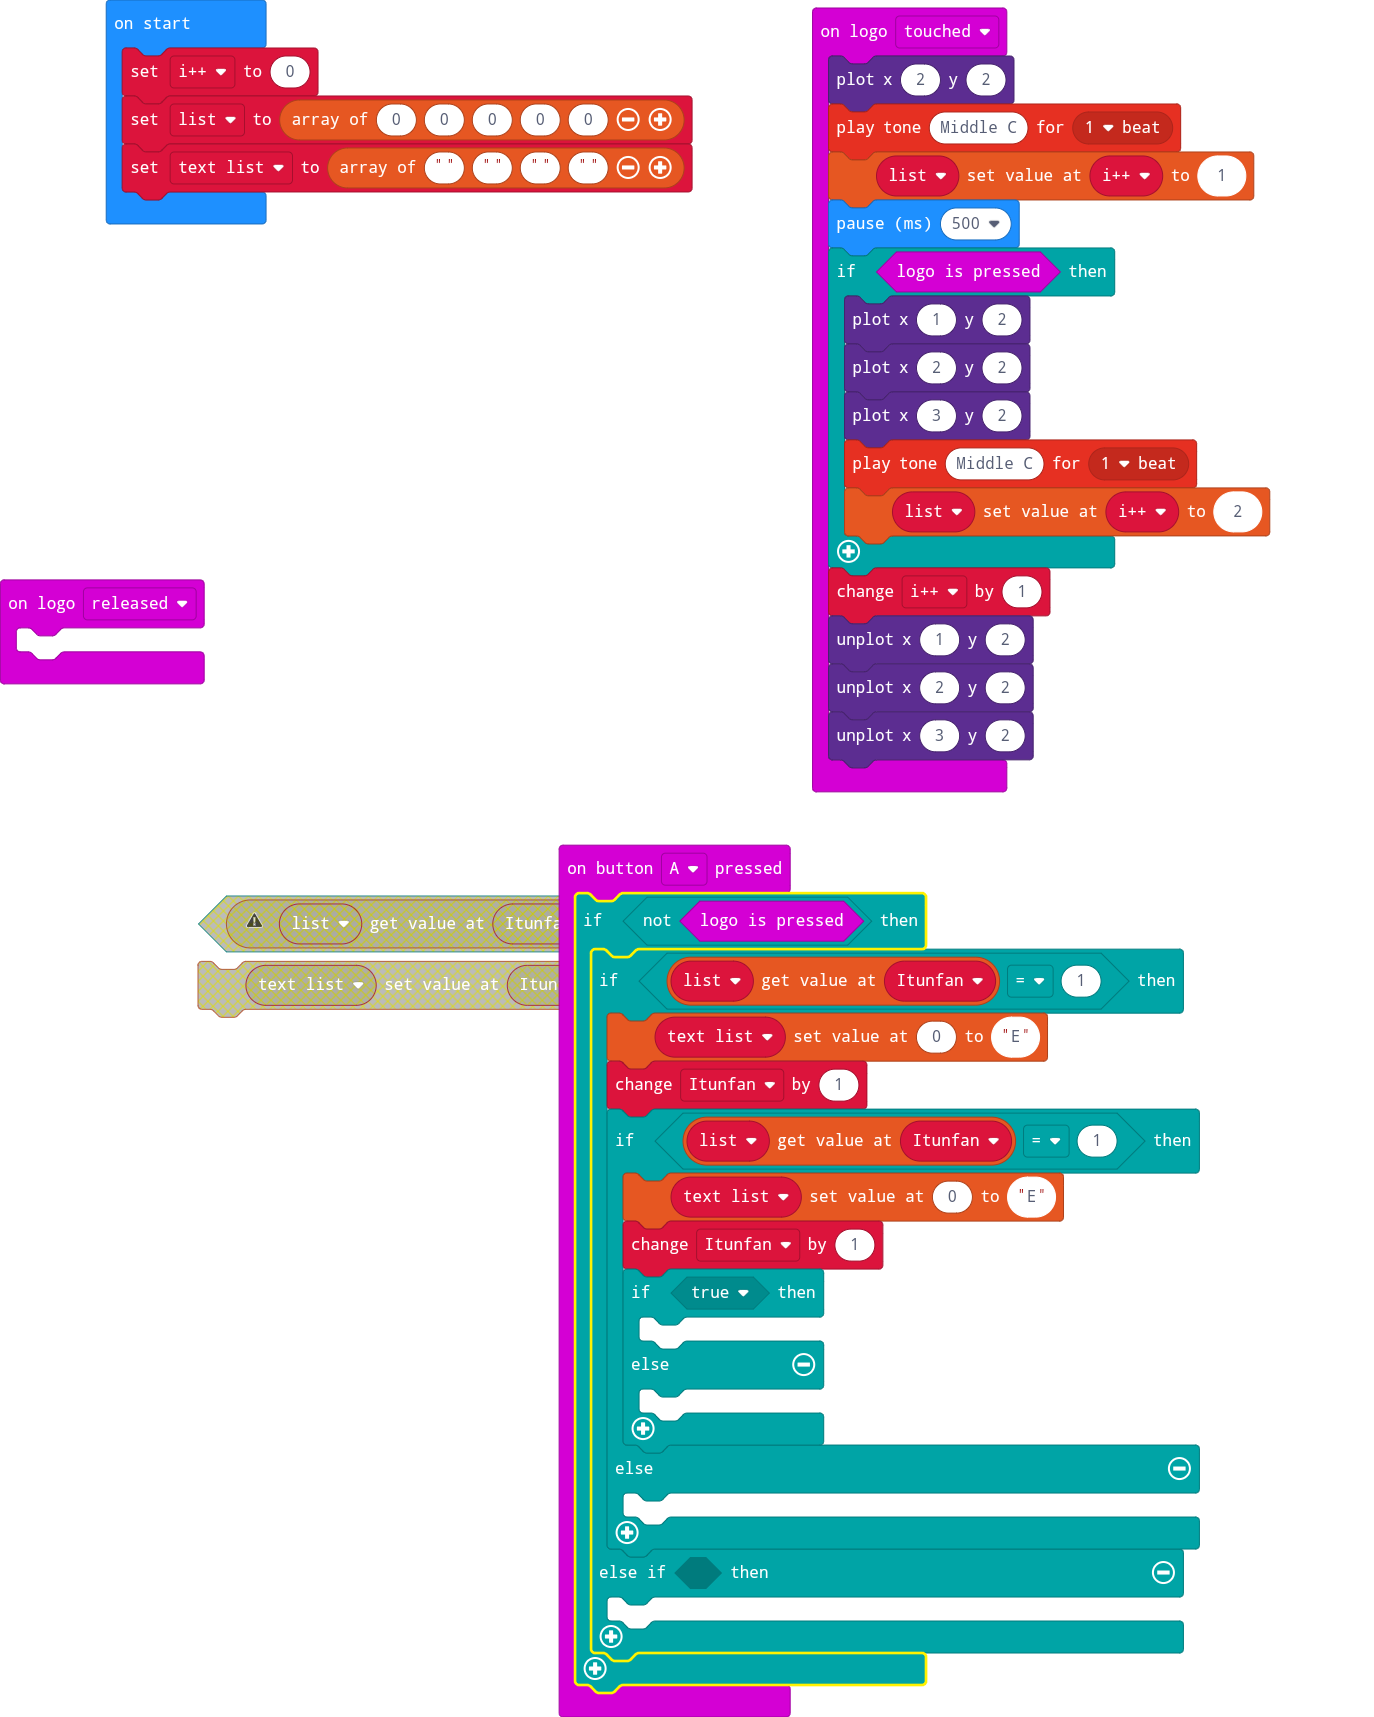 on start
set i++ to 0
set list to array of 0 0 0 0 0
set text list to array of "" "" "" ""
on logo touched
plot x 2 y 2
play tone Middle C for 1 beat
list set value at i++ to 1
pause (ms) 500
if logo is pressed then
plot x 1 y 2
plot x 2 y 2
plot x 3 y 2
play tone Middle C for 1 beat
list set value at i++ to 2
change i++ by 1
unplot x 1 y 2
unplot x 2 y 2
unplot x 3 y 2
on logo released
list get value at Itunfa
text list set value at Itun
on button A pressed
if not logo is pressed then
if list get value at Itunfan = 1 then
text list set value at 0 to "E"
change Itunfan by 1
if list get value at Itunfan = 1 then
text list set value at 0 to "E"
change Itunfan by 1
if true then
else
else
else if then